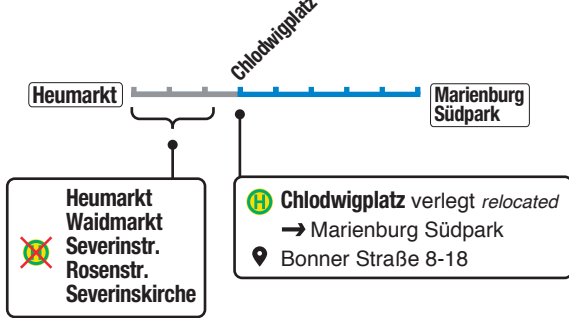 Chlodwigplatz
Heumarkt
Marienburg
Südpark
Heumarkt
Waidmarkt
H
Severinstr.
Rosenstr.
Severinskirche
H Chlodwigplatz verlegt relocated
→ Marienburg Südpark
Bonner Straße 8-18